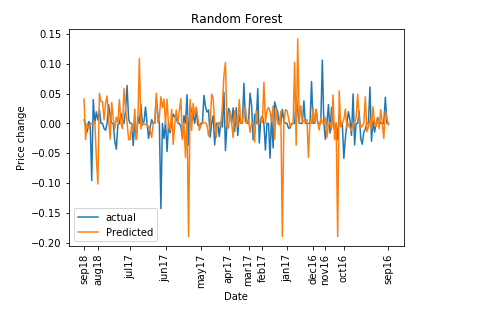 Random Forest
Price change
0.15
0.10
0.05
0.00
−0.05
−0.10
−0.15
−0.20
actual
Predicted
sep18
aug18
jul17
jun17
may17
apr17
mar17
feb17
jan17
dec16
nov16
oct16
sep16
Date